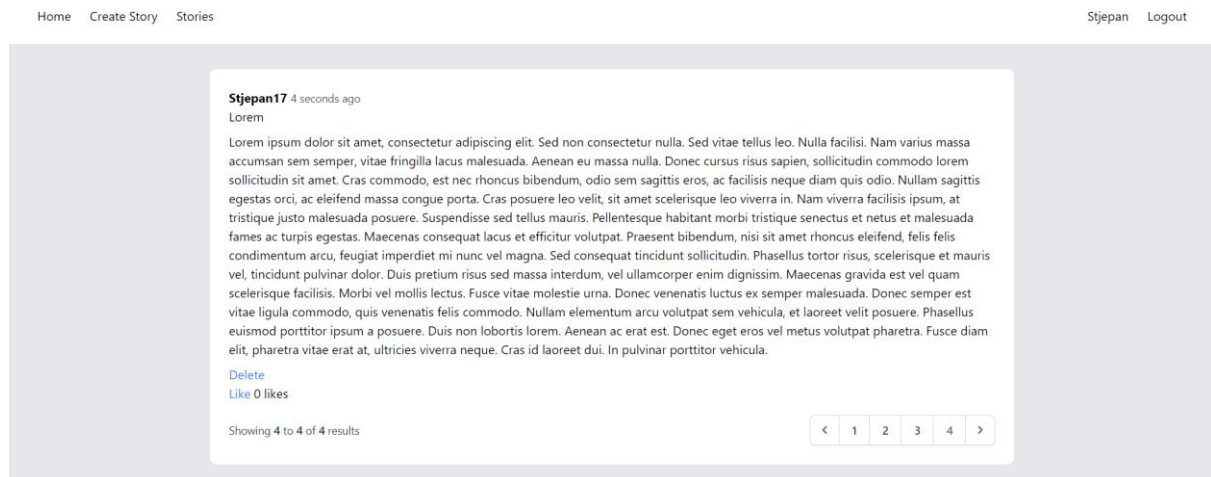 Home Create Story Stories Stjepan Logout
Stjepan17 4 seconds ago
Lorem
Lorem ipsum dolor sit amet, consectetur adipiscing elit. Sed non consectetur nulla. Sed vitae tellus leo. Nulla facilisi. Nam varius massa
accumsan sem semper, vitae fringilla lacus malesuada. Aenean eu massa nulla. Donec cursus risus sapien, sollicitudin commodo lorem
sollicitudin sit amet. Cras commodo, est nec rhoncus bibendum, odio sem sagittis eros, ac facilisis neque diam quis odio. Nullam sagittis
egestas orci, ac eleifend massa congue porta. Cras posuere leo velit, sit amet scelerisque leo viverra in. Nam viverra facilisis ipsum, at
tristique justo malesuada posuere. Suspendisse sed tellus mauris. Pellentesque habitant morbi tristique senectus et netus et malesuada
fames ac turpis egestas. Maecenas consequat lacus et efficitur volutpat. Praesent bibendum, nisi sit amet rhoncus eleifend, felis felis
condimentum arcu, feugiat imperdiet mi nunc vel magna. Sed consequat tincidunt sollicitudin. Phasellus tortor risus, scelerisque et mauris
vel, tincidunt pulvinar dolor. Duis pretium risus sed massa interdum, vel ullamcorper enim dignissim. Maecenas gravida est vel quam
scelerisque facilisis. Morbi vel mollis lectus. Fusce vitae molestie urna. Donec venenatis luctus ex semper malesuada. Donec semper est
vitae ligula commodo, quis venenatis felis commodo. Nullam elementum arcu volutpat sem vehicula, et laoreet velit posuere. Phasellus
euismod porttitor ipsum a posuere. Duis non lobortis lorem. Aenean ac erat est. Donec eget eros vel metus volutpat pharetra. Fusce diam
elit, pharetra vitae erat at, ultricies viverra neque. Cras id laoreet dui. In pulvinar porttitor vehicula.
Delete
Like 0 likes
Showing 4 to 4 of 4 results < 1 2 3 4 >